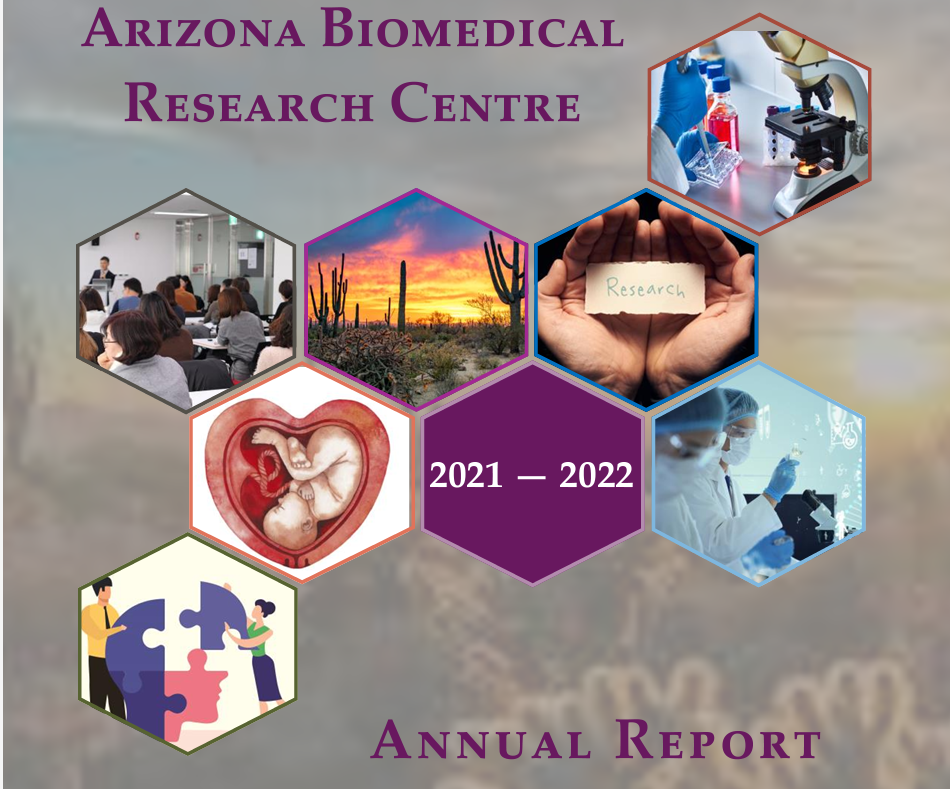 Arizona Biomedical
Research Centre
Research
2021 — 2022
Annual Report